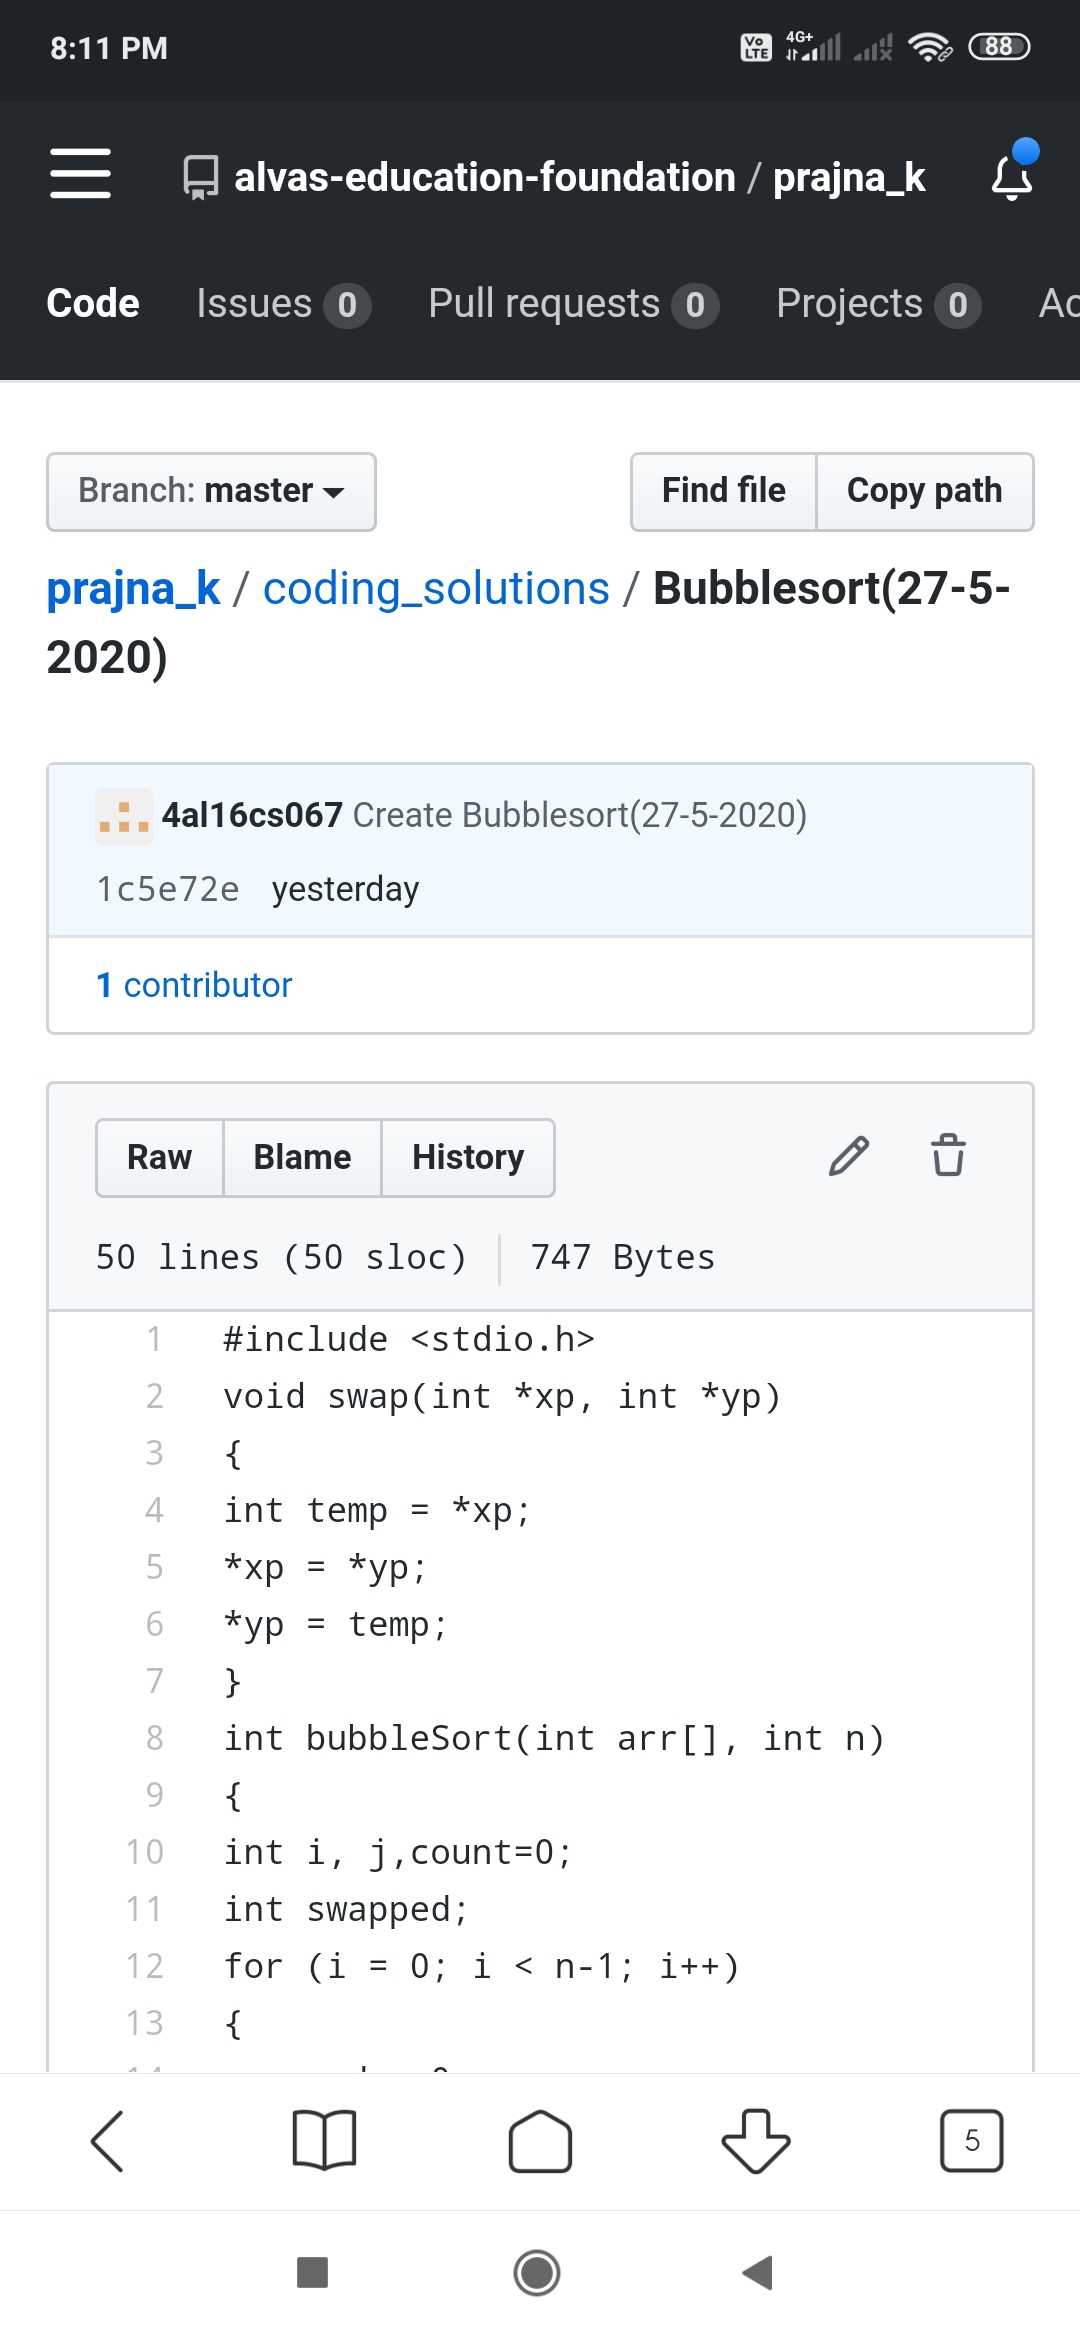 8:11 PM
Vo LTE 4G+ 88
alvas-education-foundation / prajna_k
Code Issues 0 Pull requests 0 Projects 0 Ac
Branch: master Find file Copy path
prajna_k / coding_solutions / Bubblesort(27-5-
2020)
4al16cs067 Create Bubblesort(27-5-2020)
1c5e72e yesterday
1 contributor
Raw Blame History
50 lines (50 sloc) 747 Bytes
1 #include <stdio.h>
2 void swap(int *xp, int *yp)
3 {
4 int temp = *xp;
5 *xp = *yp;
6 *yp = temp;
7 }
8 int bubbleSort(int arr[], int n)
9 {
10 int i, j,count=0;
11 int swapped;
12 for (i = 0; i < n-1; i++)
13 {
5